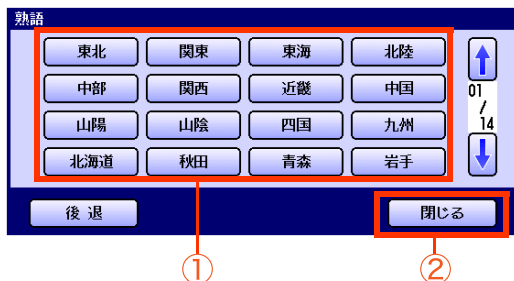 熟語
東北 関東 東海 北陸
中部 関西 近畿 中国
山陽 山陰 四国 九州
北海道 秋田 青森 岩手
01
/
14
後退 閉じる
① ②